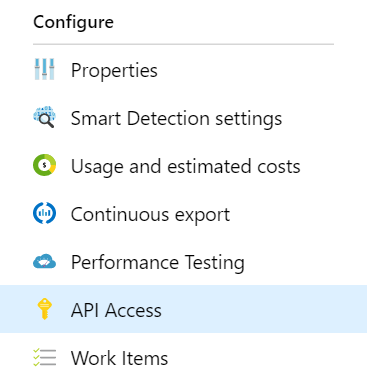 Configure
Properties
Smart Detection settings
Usage and estimated costs
Continuous export
Performance Testing
API Access
Work Items